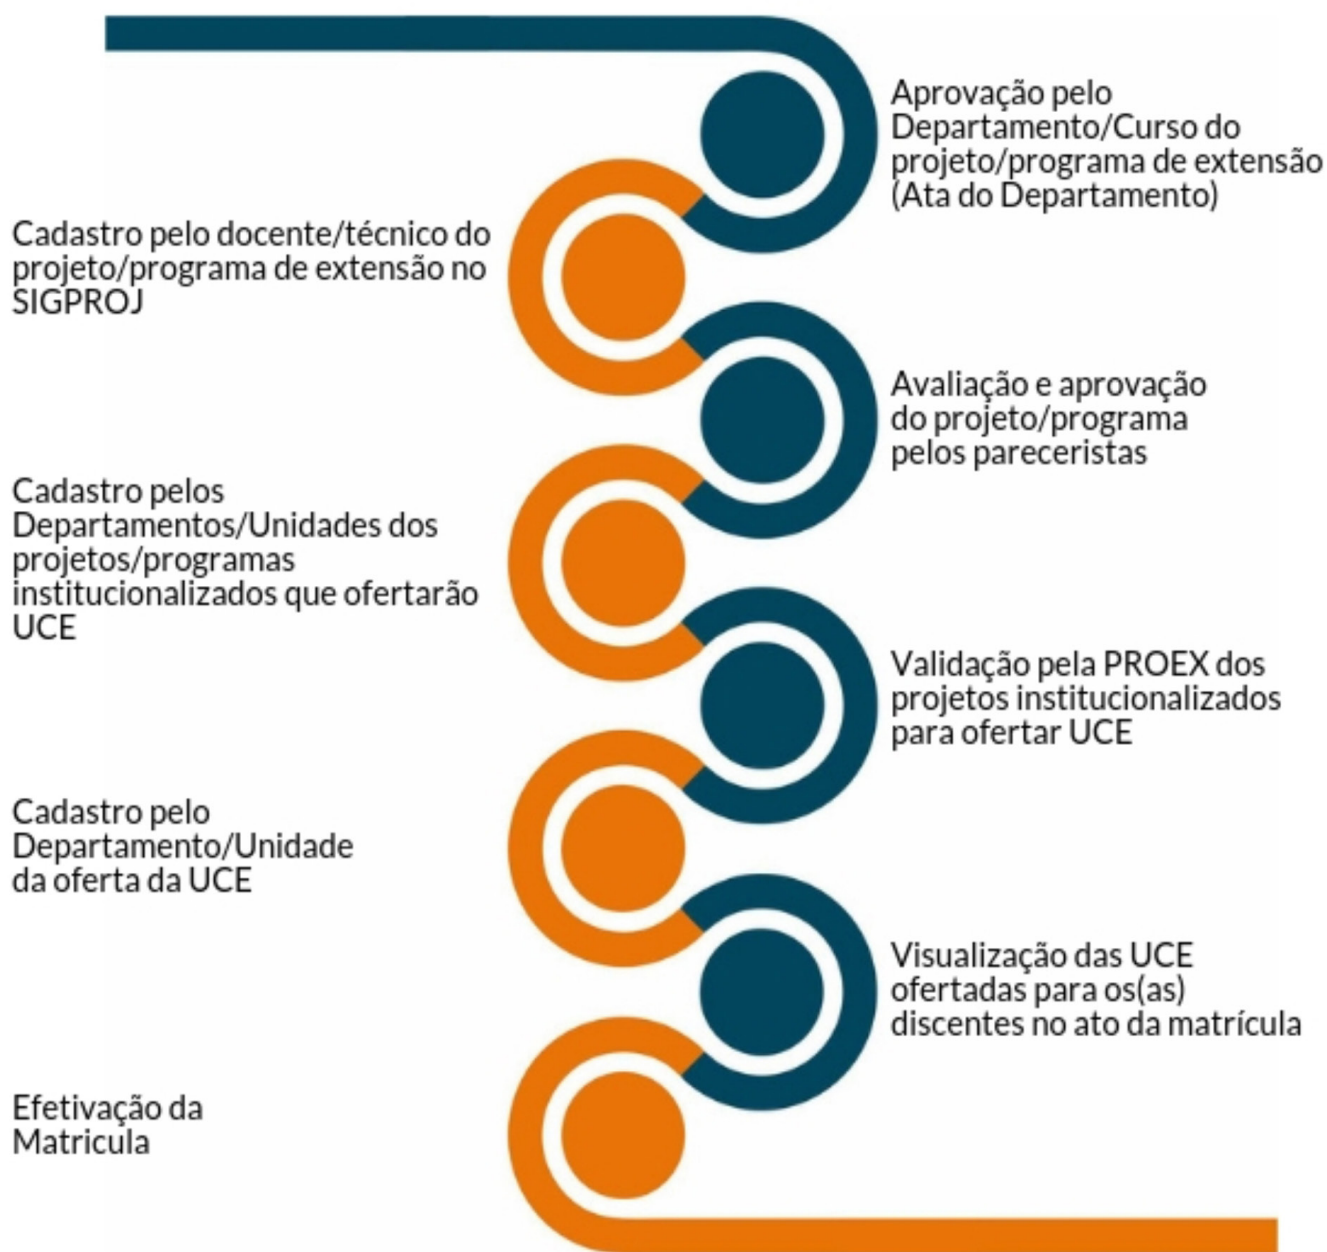 Aprovação pelo
Departamento/Curso do
projeto/programa de extensão
(Ata do Departamento)
Cadastro pelo docente/técnico do
projeto/programa de extensão no
SIGPROJ
Avaliação e aprovação
do projeto/programa
pelos pareceristas
Cadastro pelos
Departamentos/Unidades dos
projetos/programas
institucionalizados que ofertarão
UCE
Validação pela PROEX dos
projetos institucionalizados
para ofertar UCE
Cadastro pelo
Departamento/Unidade
da oferta da UCE
Visualização das UCE
ofertadas para os(as)
discentes no ato da matrícula
Efetivação da
Matricula